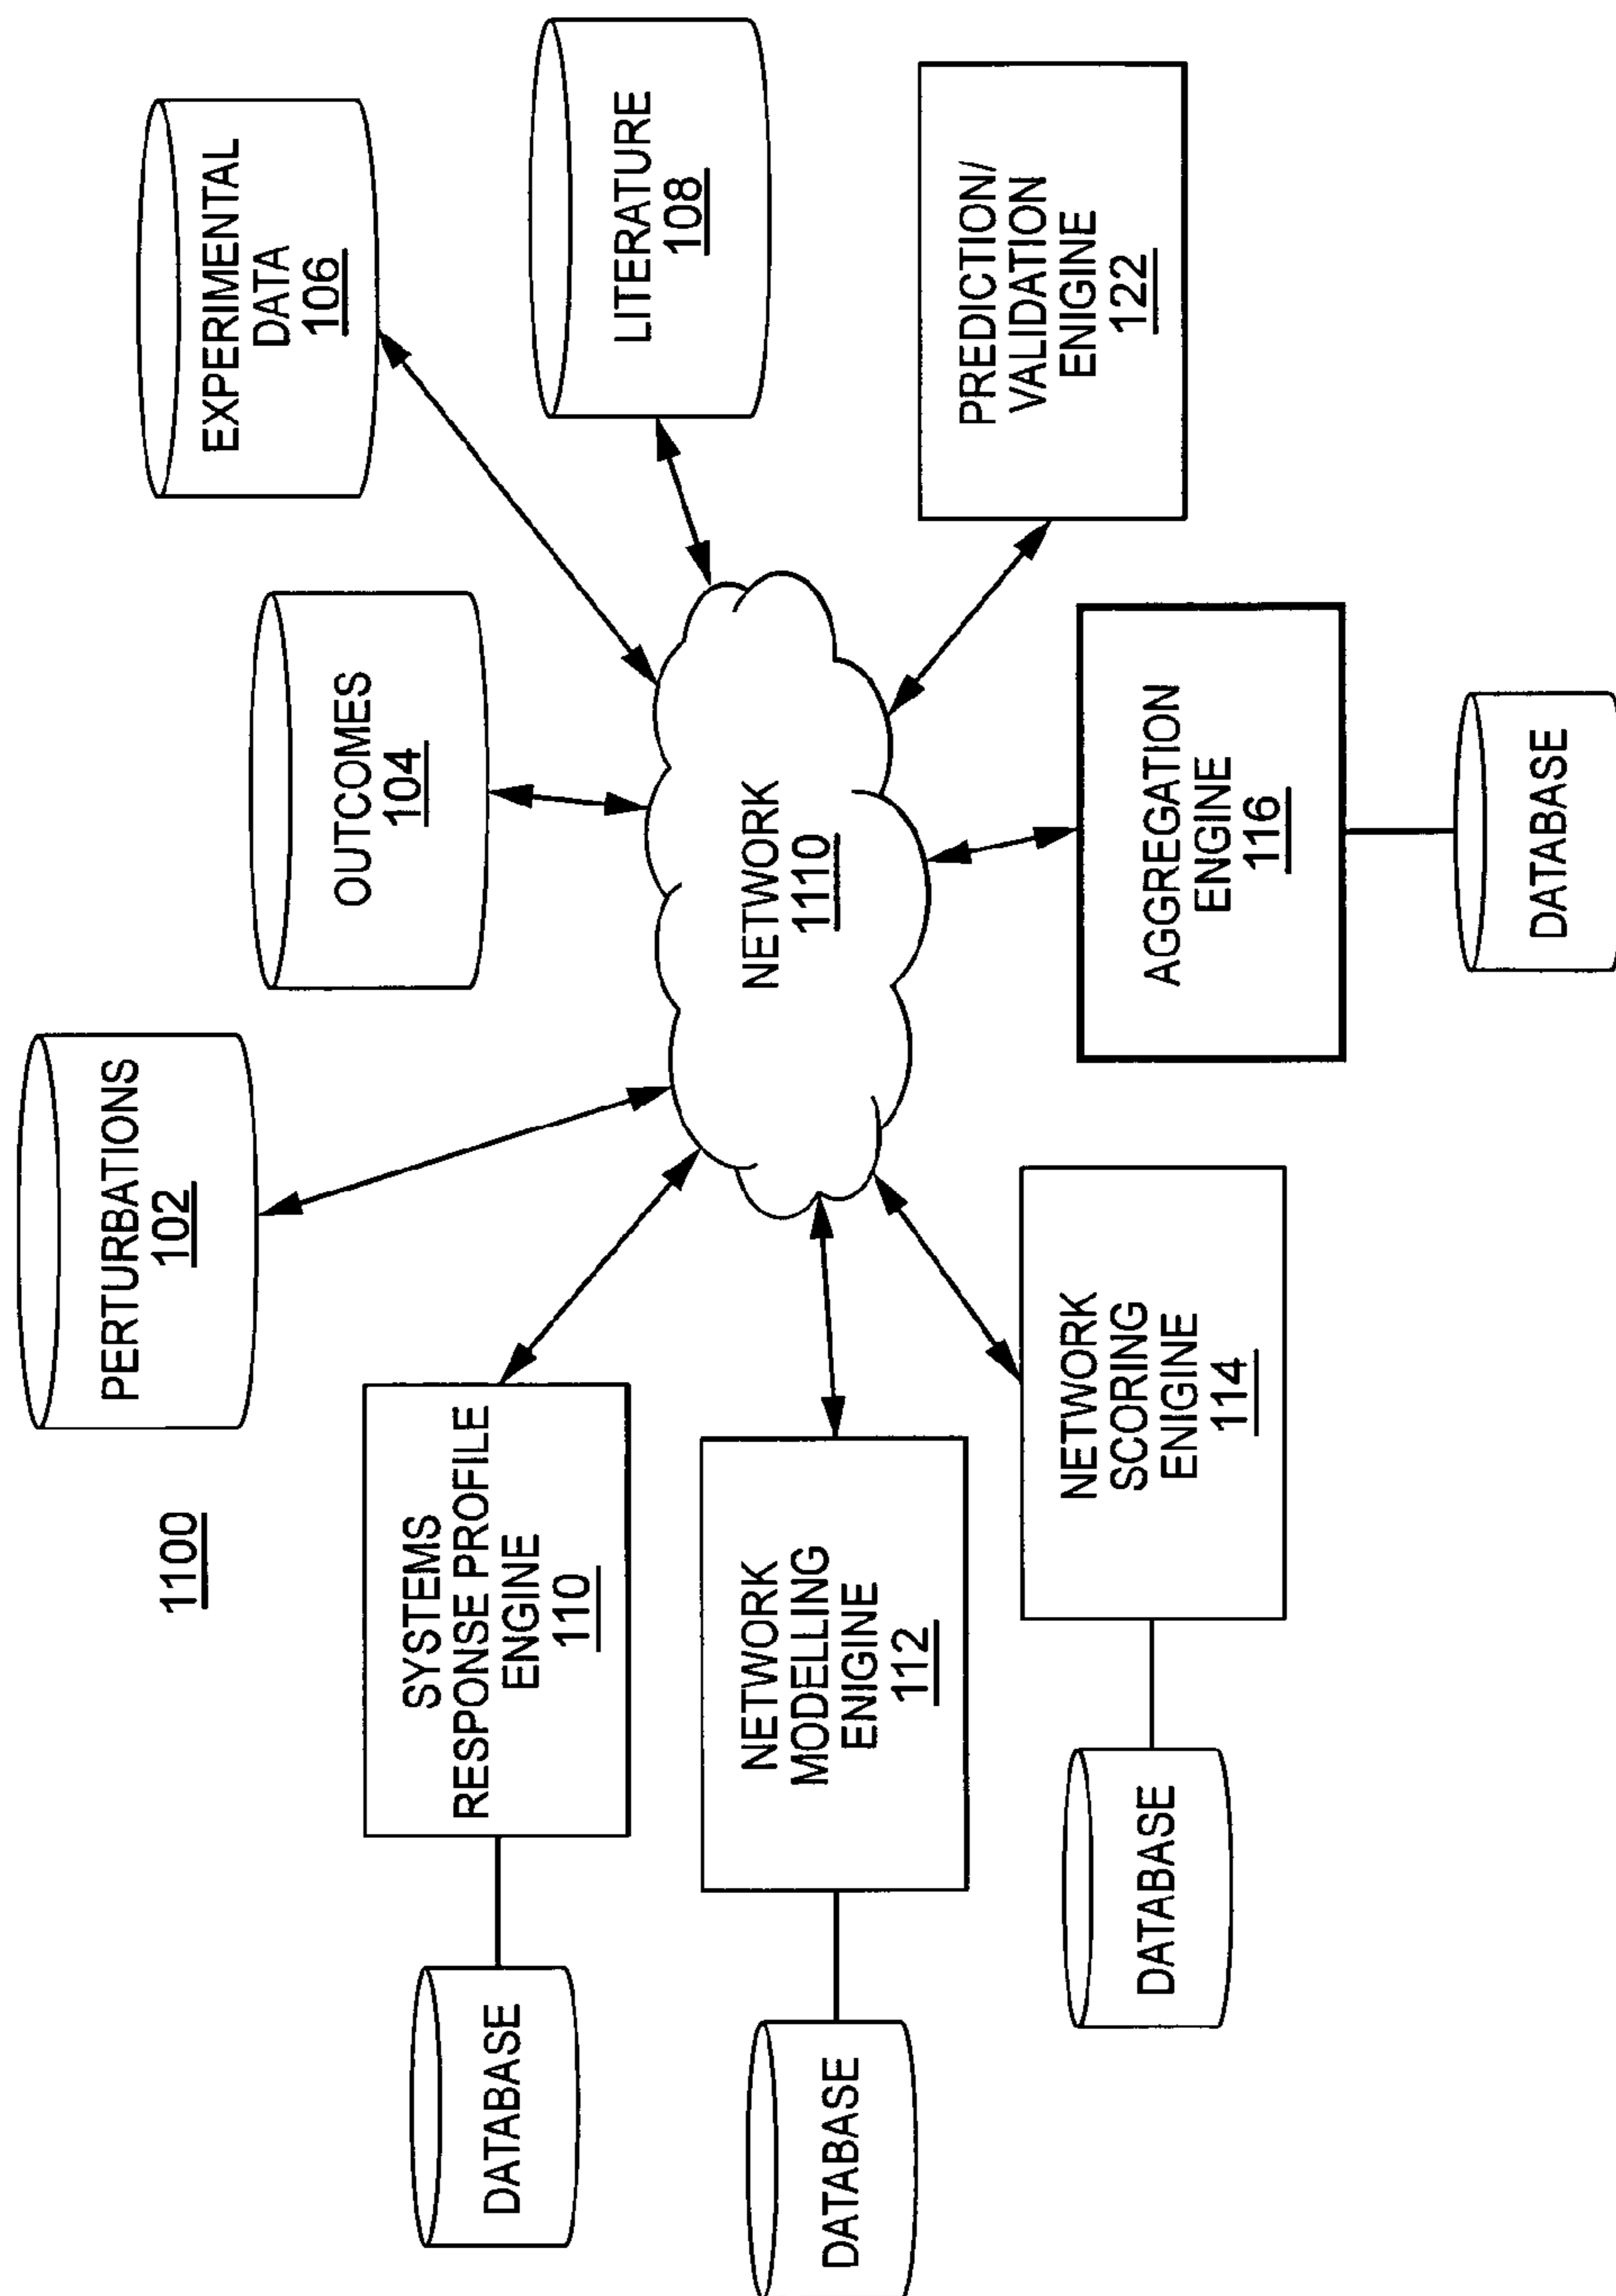 1100
PERTURBATIONS
102
OUTCOMES
104
EXPERIMENTAL
DATA
106
LITERATURE
108
SYSTEMS
RESPONSE PROFILE
ENGINE
110
DATABASE
NETWORK
1110
NETWORK
MODELLING
ENIGINE
112
DATABASE
NETWORK
SCORING
ENIGINE
114
DATABASE
AGGREGATION
ENGINE
116
DATABASE
PREDICTION/
VALIDATION
ENIGINE
122